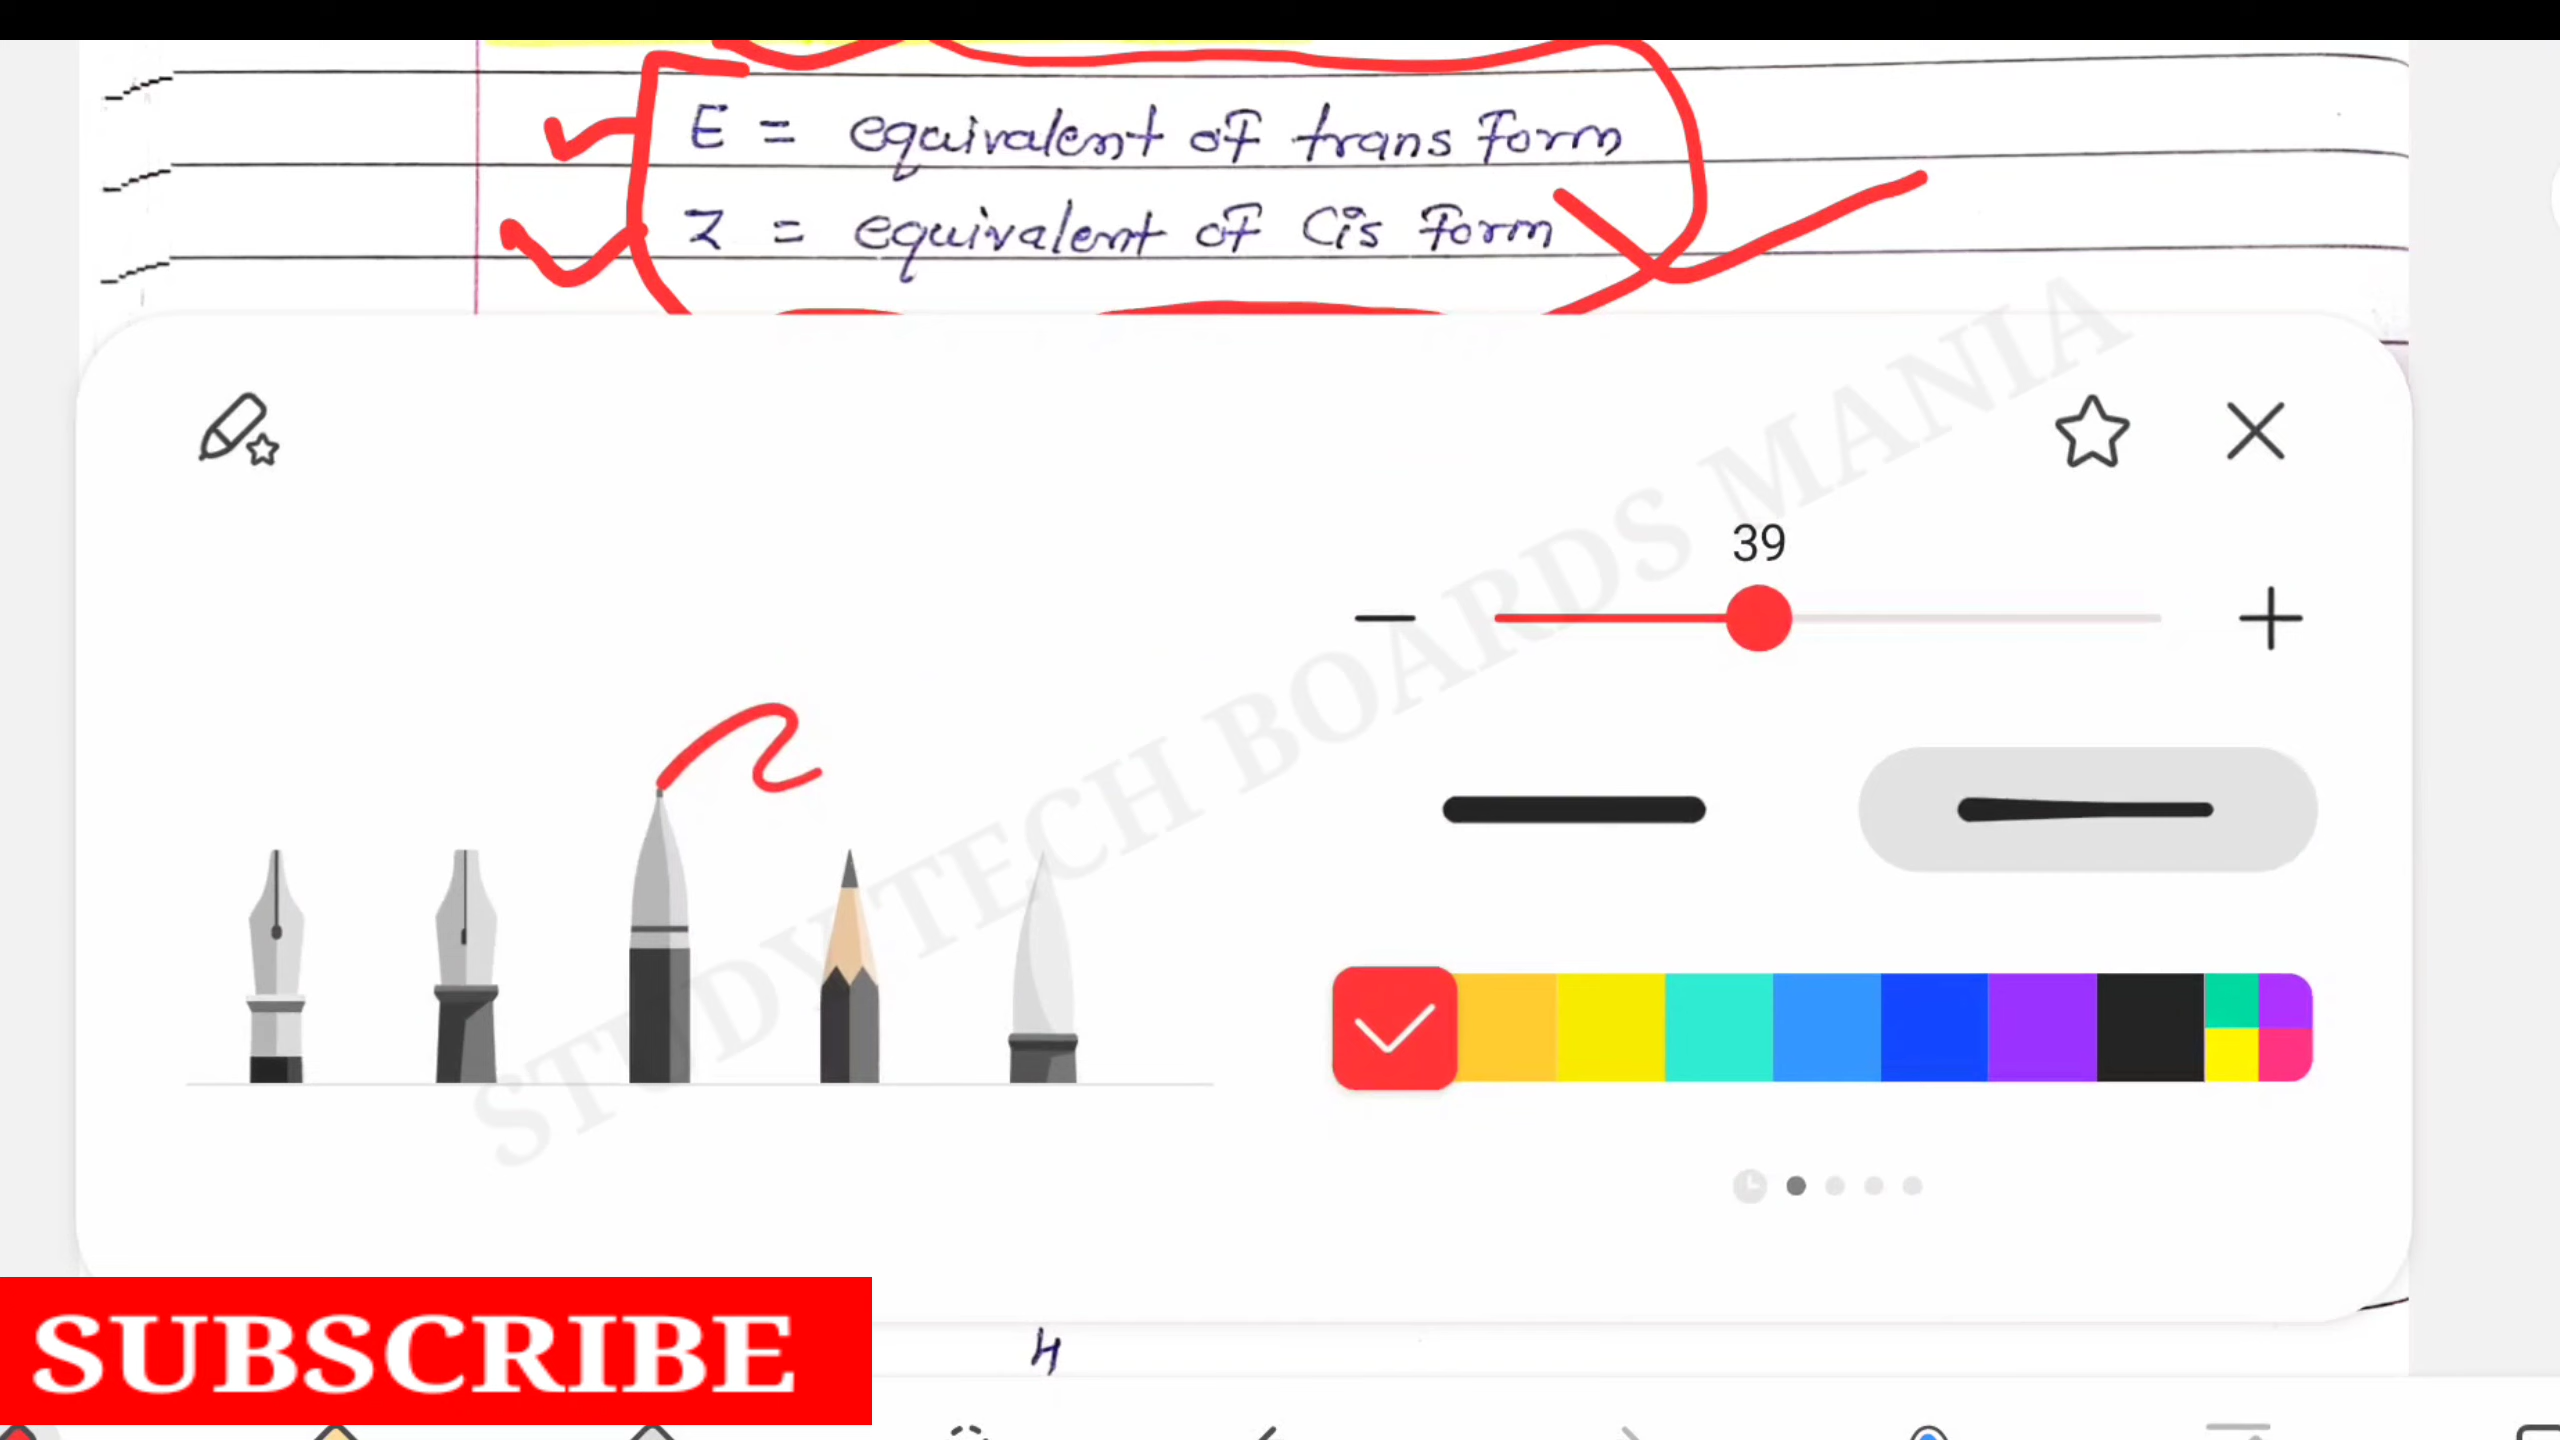 E = equivalent of trans form
Z = equivalent of Cis form
39
STUDYTECH BOARDS MANIA
SUBSCRIBE
H